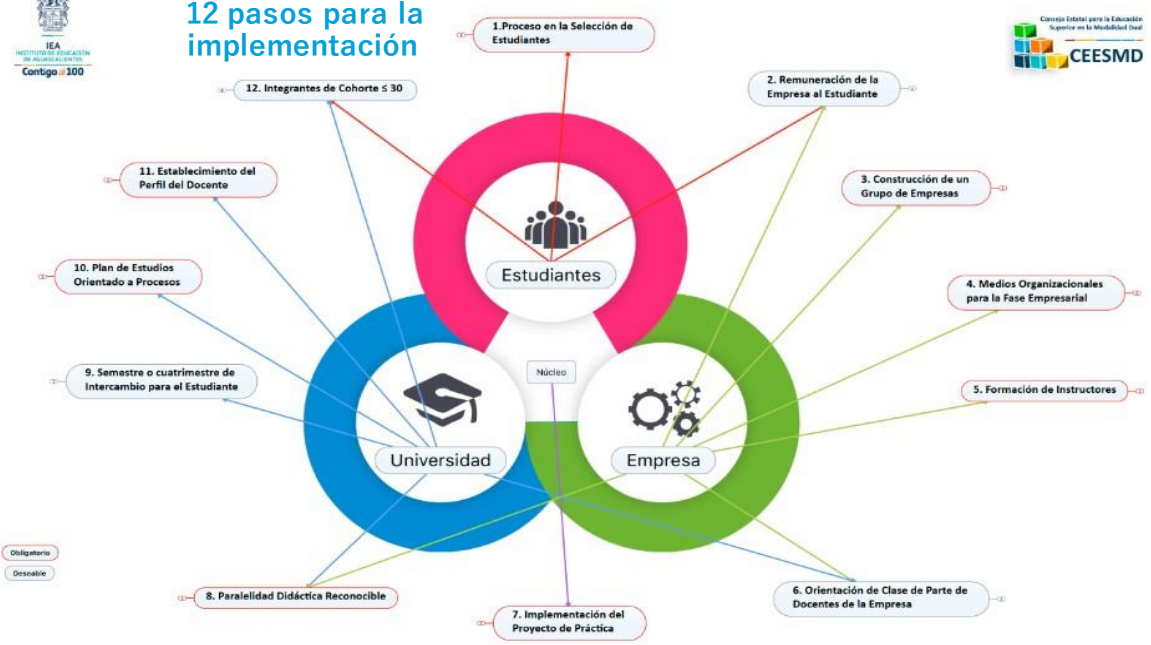 12 pasos para la
implementación
IEA
INSTITUTO DE EDUCACIÓN
DE AGUASCALIENTES
Contigo al 100
Consejo Estatal para la Educación
Superior en la Modalidad Dual
CEESMD
1.Proceso en la Selección de
Estudiantes
2. Remuneración de la
Empresa al Estudiante
12. Integrantes de Cohorte ≤ 30
11. Establecimiento del
Perfil del Docente
3. Construcción de un
Grupo de Empresas
10. Plan de Estudios
Orientado a Procesos
Estudiantes
4. Medios Organizacionales
para la Fase Empresarial
9. Semestre o cuatrimestre de
Intercambio para el Estudiante
Núcleo
5. Formación de Instructores
Universidad
Empresa
Obligatorio
Deseable
8. Paralelidad Didáctica Reconocible
7. Implementación del
Proyecto de Práctica
6. Orientación de Clase de Parte de
Docentes de la Empresa